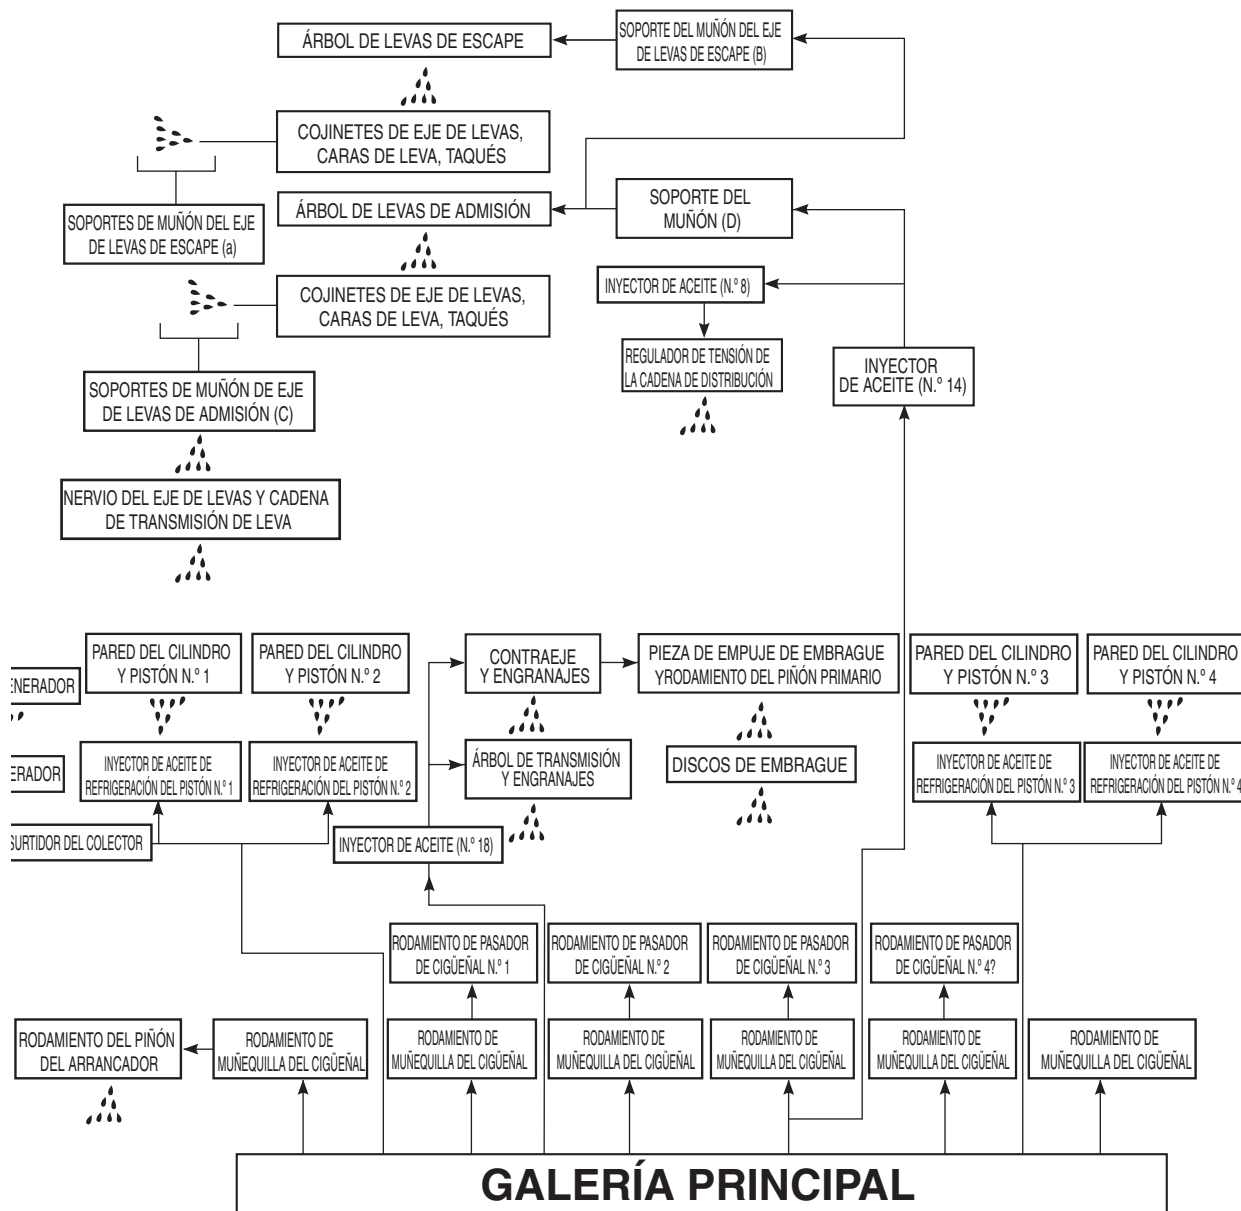 ÁRBOL DE LEVAS DE ESCAPE
SOPORTE DEL MUÑÓN DEL EJE
DE LEVAS DE ESCAPE (B)
COJINETES DE EJE DE LEVAS,
CARAS DE LEVA, TAQUÉS
SOPORTES DE MUÑÓN DEL EJE
DE LEVAS DE ESCAPE (a)
ÁRBOL DE LEVAS DE ADMISIÓN
SOPORTE DEL
MUÑÓN (D)
COJINETES DE EJE DE LEVAS,
CARAS DE LEVA, TAQUÉS
INYECTOR DE ACEITE (N.º 8)
REGULADOR DE TENSIÓN DE
LA CADENA DE DISTRIBUCIÓN
INYECTOR
DE ACEITE (N.º 14)
SOPORTES DE MUÑÓN DE EJE
DE LEVAS DE ADMISIÓN (C)
NERVIO DEL EJE DE LEVAS Y CADENA
DE TRANSMISIÓN DE LEVA
ENERADOR
PARED DEL CILINDRO
Y PISTÓN N.º 1
PARED DEL CILINDRO
Y PISTÓN N.º 2
CONTRAEJE
Y ENGRANAJES
PIEZA DE EMPUJE DE EMBRAGUE
YRODAMIENTO DEL PIÑÓN PRIMARIO
PARED DEL CILINDRO
Y PISTÓN N.º 3
PARED DEL CILINDRO
Y PISTÓN N.º 4
ERADOR
INYECTOR DE ACEITE DE
REFRIGERACIÓN DEL PISTÓN N.º 1
INYECTOR DE ACEITE DE
REFRIGERACIÓN DEL PISTÓN N.º 2
ÁRBOL DE TRANSMISIÓN
Y ENGRANAJES
DISCOS DE EMBRAGUE
INYECTOR DE ACEITE DE
REFRIGERACIÓN DEL PISTÓN N.º 3
INYECTOR DE ACEITE DE
REFRIGERACIÓN DEL PISTÓN N.º 4
SURTIDOR DEL COLECTOR
INYECTOR DE ACEITE (N.º 18)
RODAMIENTO DE PASADOR
DE CIGÜEÑAL N.º 1
RODAMIENTO DE PASADOR
DE CIGÜEÑAL N.º 2
RODAMIENTO DE PASADOR
DE CIGÜEÑAL N.º 3
RODAMIENTO DE PASADOR
DE CIGÜEÑAL N.º 4?
RODAMIENTO DEL PIÑÓN
DEL ARRANCADOR
RODAMIENTO DE
MUÑEQUILLA DEL CIGÜEÑAL
RODAMIENTO DE
MUÑEQUILLA DEL CIGÜEÑAL
RODAMIENTO DE
MUÑEQUILLA DEL CIGÜEÑAL
RODAMIENTO DE
MUÑEQUILLA DEL CIGÜEÑAL
RODAMIENTO DE
MUÑEQUILLA DEL CIGÜEÑAL
RODAMIENTO DE
MUÑEQUILLA DEL CIGÜEÑAL
GALERÍA PRINCIPAL